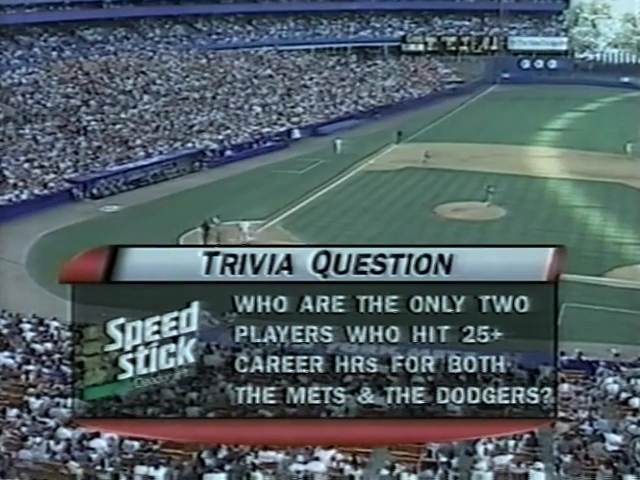 TRIVIA QUESTION
Speed
stick
WHO ARE THE ONLY TWO
PLAYERS WHO HIT 25+
CAREER HRs FOR BOTH
THE METS & THE DODGERS?